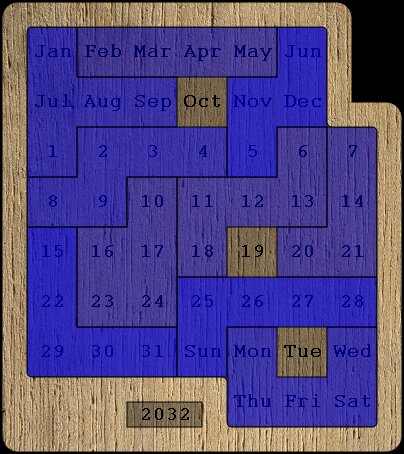 Jan Feb Mar Apr May Jun
Jul Aug Sep Oct Nov Dec
1 2 3 4 5 6 7
8 9 10 11 12 13 14
15 16 17 18 19 20 21
22 23 24 25 26 27 28
29 30 31 Sun Mon Tue Wed
Thu Fri Sat
2032